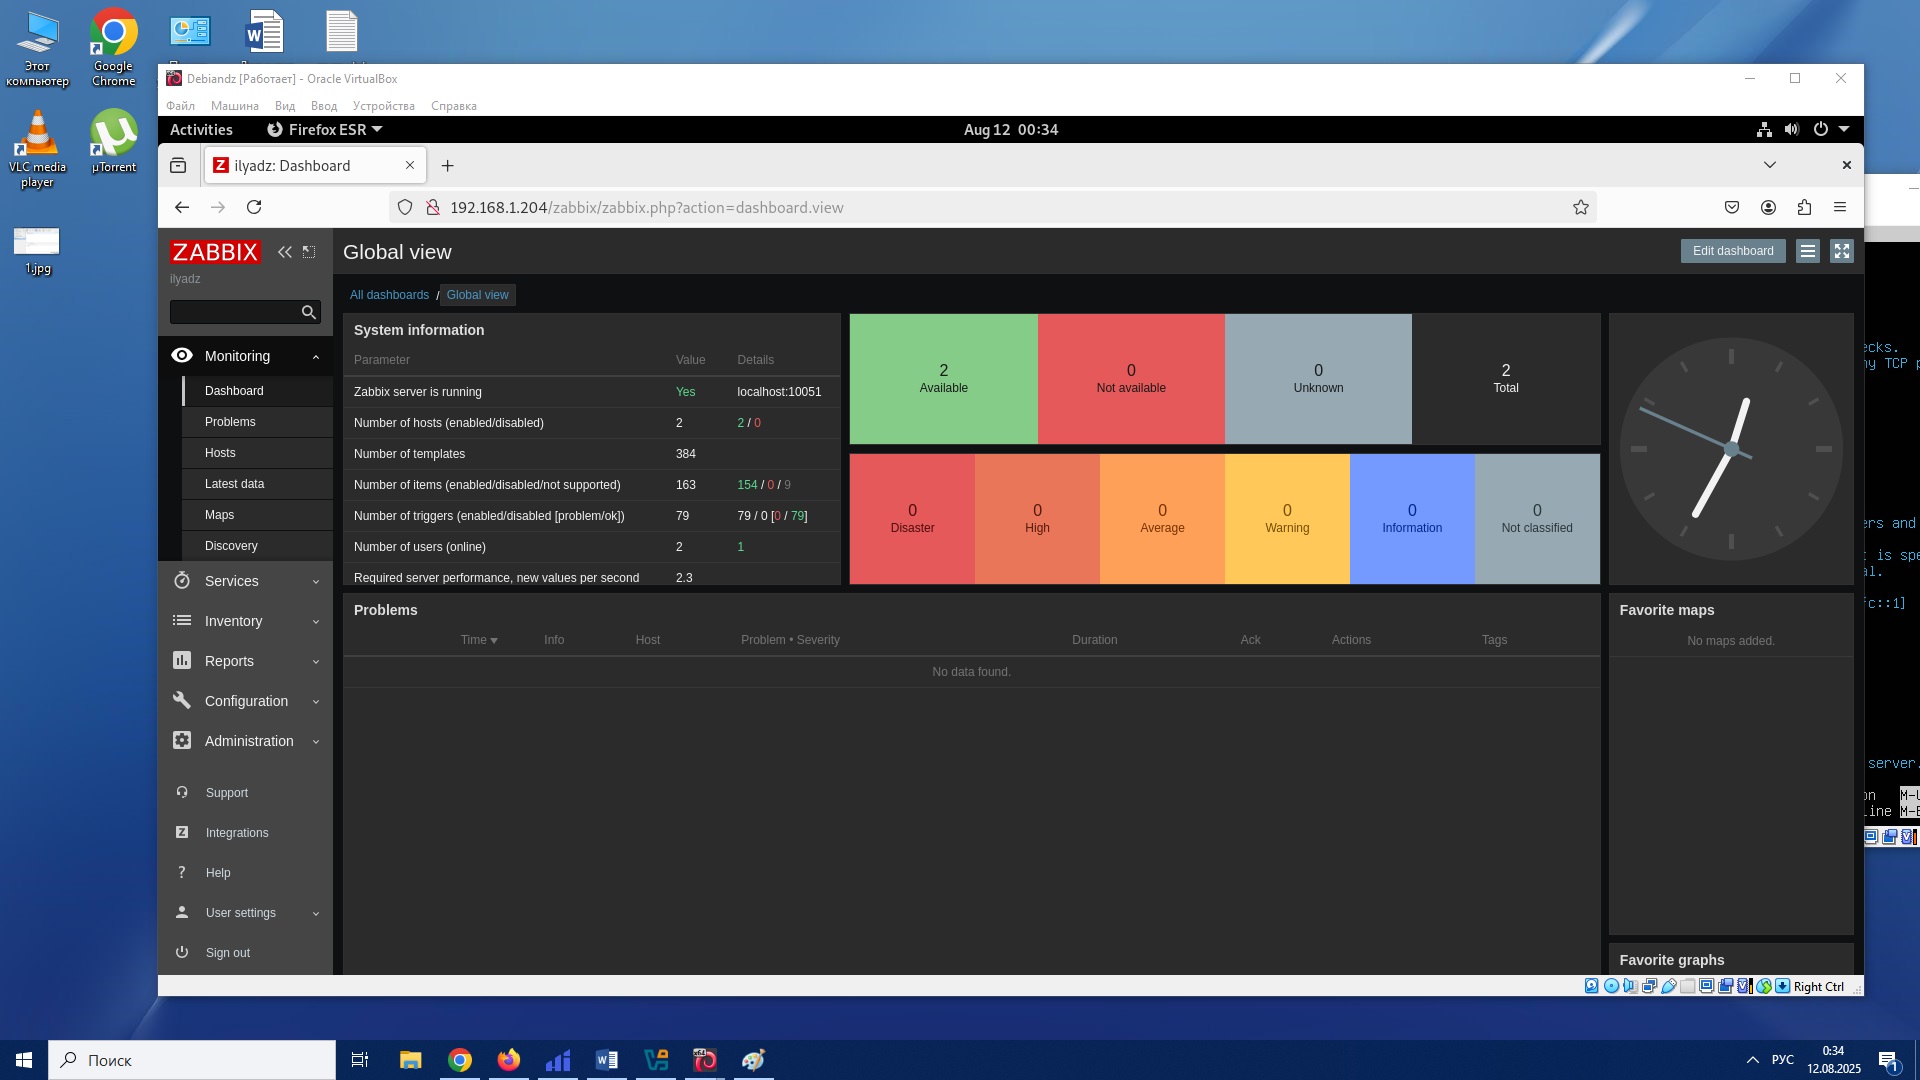 Этот
компьютер
Google
Chrome
VLC media
player
µTorrent
1.jpg
Debiandz [Работает] - Oracle VirtualBox
Файл Машина Вид Ввод Устройства Справка
Activities Firefox ESR Aug 12 00:34
ilyadz: Dashboard
192.168.1.204/zabbix/zabbix.php?action=dashboard.view
ZABBIX
ilyadz
Monitoring
Dashboard
Problems
Hosts
Latest data
Maps
Discovery
Services
Inventory
Reports
Configuration
Administration
Support
Integrations
Help
User settings
Sign out
Global view
Edit dashboard
All dashboards / Global view
System information
Parameter Value Details
Zabbix server is running Yes localhost:10051
Number of hosts (enabled/disabled) 2 2 / 0
Number of templates 384
Number of items (enabled/disabled/not supported) 163 154 / 0 / 9
Number of triggers (enabled/disabled [problem/ok]) 79 79 / 0 [0 / 79]
Number of users (online) 2 1
Required server performance, new values per second 2.3
2 0 0 2
Available Not available Unknown Total
0 0 0 0 0 0
Disaster High Average Warning Information Not classified
Problems
Time Info Host Problem • Severity Duration Ack Actions Tags
No data found.
Favorite maps
No maps added.
Favorite graphs
ers and
is spe
server.
M-U
line M-E
Right Ctrl
Поиск
РУС
0:34
12.08.2025
1